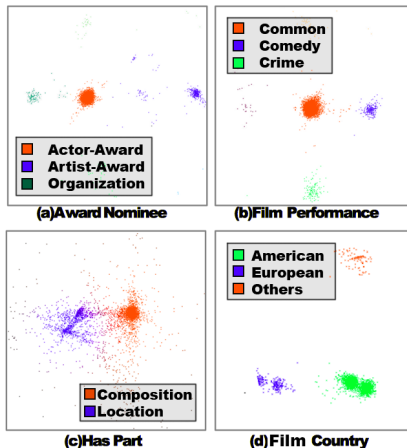 Actor-Award
Artist-Award
Organization
(a)Award Nominee
Common
Comedy
Crime
(b)Film Performance
Composition
Location
(c)Has Part
American
European
Others
(d)Film Country